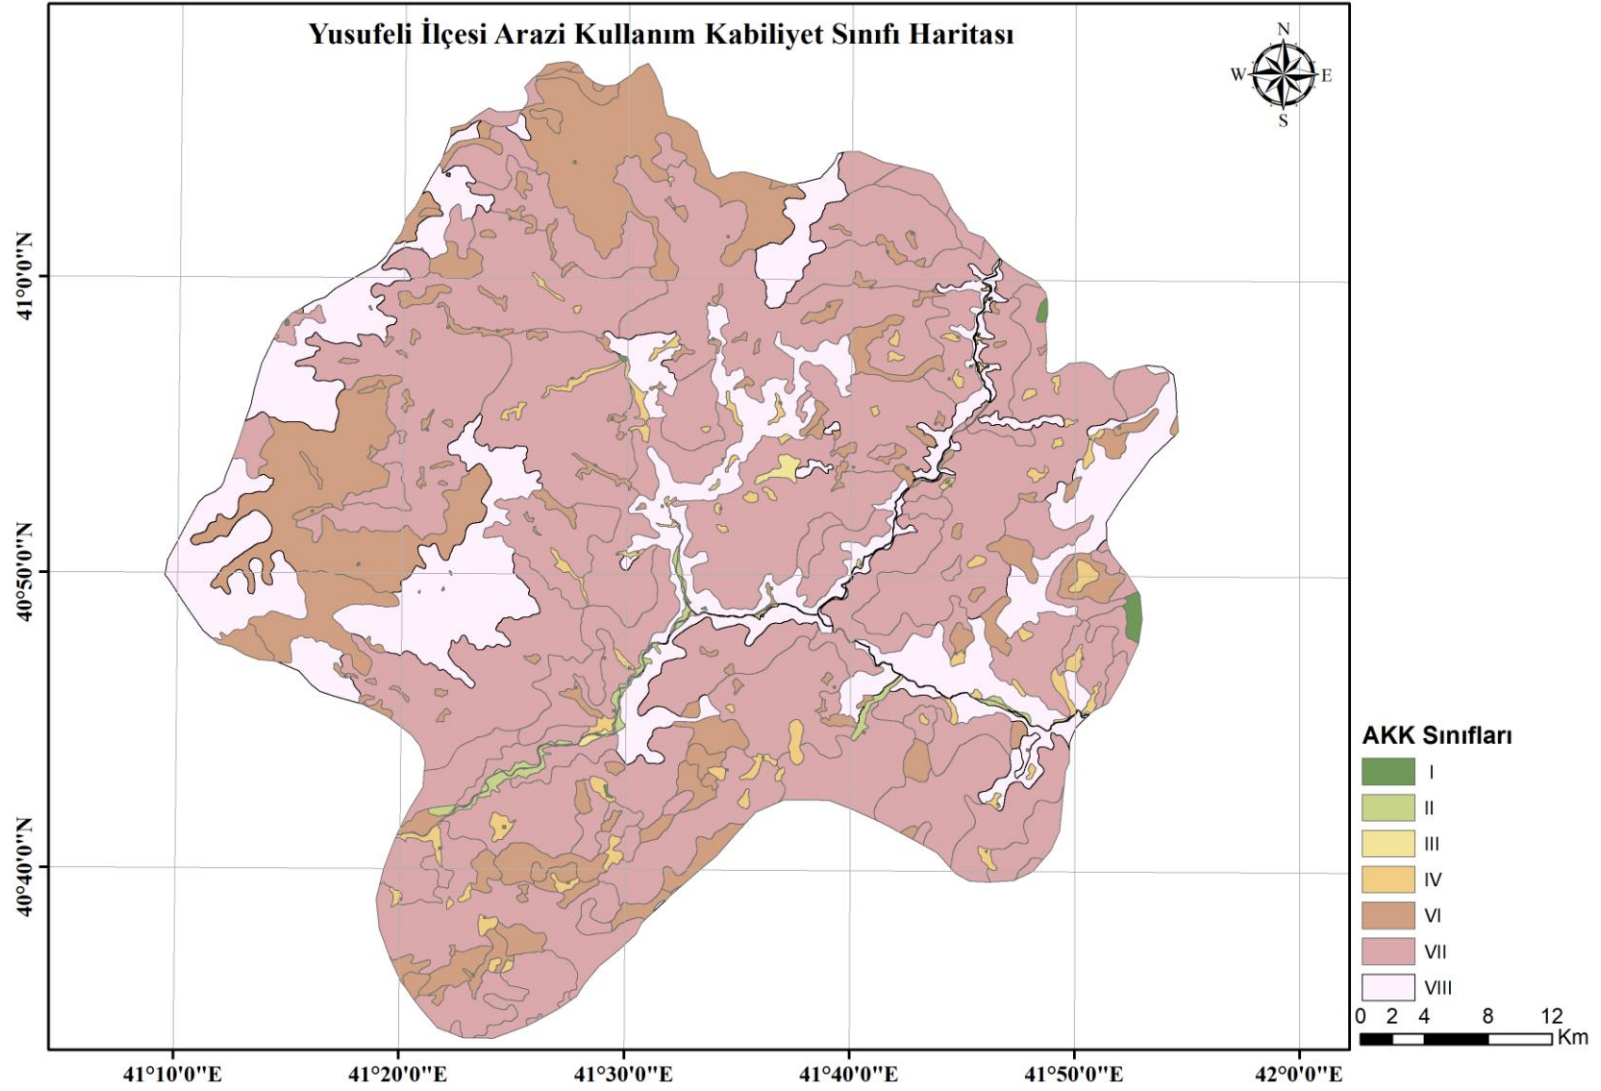 Yusufeli İlçesi Arazi Kullanım Kabiliyet Sınıfı Haritası
N
W E
S
41°0'0"N
40°50'0"N
40°40'0"N
AKK Sınıfları
I
II
III
IV
VI
VII
VIII
0 2 4 8 12
Km
41°10'0"E 41°20'0"E 41°30'0"E 41°40'0"E 41°50'0"E 42°0'0"E